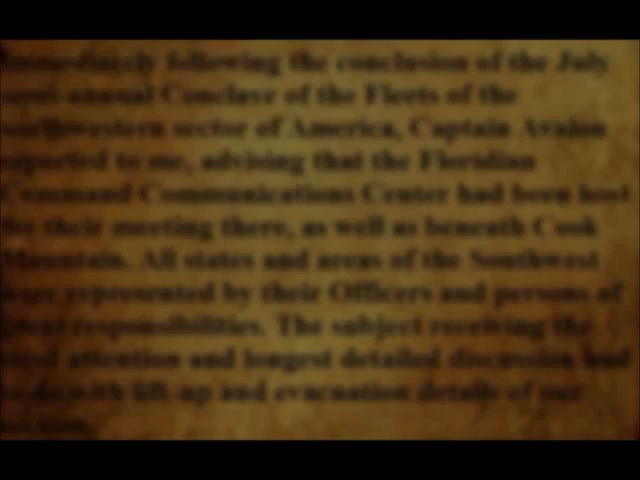 Immediately following the conclusion of the July
semi-annual Conclave of the Fleets of the
western sector of America, Captain Avalon
reported to me, advising that the Floridian
Command Communications Center had been host
for their meeting there, as well as beneath Cook
Mountain. All states and areas of the Southwest
were represented by their Officers and persons of
great responsibilities. The subject receiving the
most attention and longest detailed discussion had
to do with lift-up and evacuation details of our